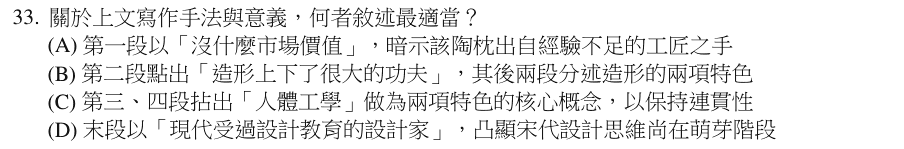 33. 關於上文寫作手法與意義，何者敘述最適當？
(A) 第一段以「沒什麼市場價值」，暗示該陶枕出自經驗不足的工匠之手
(B) 第二段點出「造形上下了很大的功夫」，其後兩段分述造形的兩項特色
(C) 第三、四段拈出「人體工學」做為兩項特色的核心概念，以保持連貫性
(D) 末段以「現代受過設計教育的設計家」，凸顯宋代設計思維尚在萌芽階段